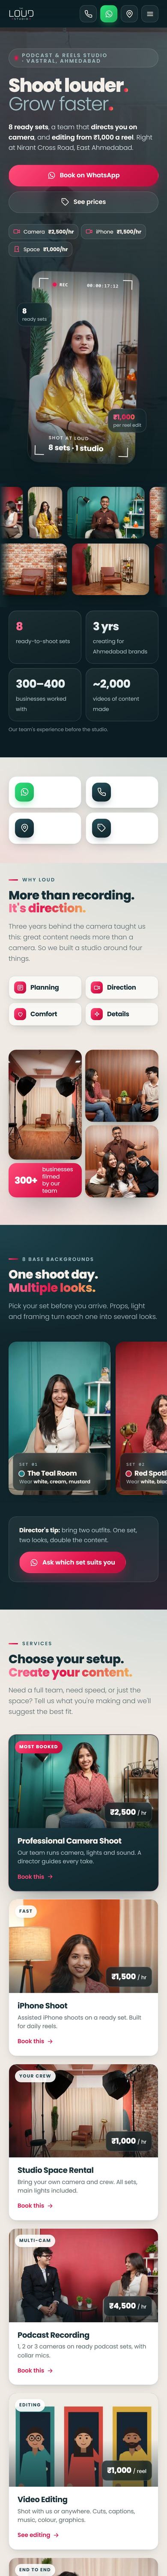 LOUD
STUDIO
PODCAST & REELS STUDIO
· VASTRAL, AHMEDABAD
Shoot louder.
Grow faster.
8 ready sets, a team that directs you on
camera, and editing from ₹1,000 a reel. Right
at Nirant Cross Road, East Ahmedabad.
Book on WhatsApp
See prices
Camera ₹2,500/hr
iPhone ₹1,500/hr
Space ₹1,000/hr
REC
00:00:17:12
8
ready sets
₹1,000
per reel edit
SHOT AT LOUD
8 sets · 1 studio
8
ready-to-shoot sets
3 yrs
creating for
Ahmedabad brands
300–400
businesses worked
with
~2,000
videos of content
made
Our team's experience before the studio.
WHY LOUD
More than recording.
It's direction.
Three years behind the camera taught us
this: great content needs more than a
camera. So we built a studio around four
things.
Planning
Direction
Comfort
Details
300+
businesses
filmed
by our
team
8 BASE BACKGROUNDS
One shoot day.
Multiple looks.
Pick your set before you arrive. Props, light
and framing turn each one into several looks.
SET 01
The Teal Room
Wear white, cream, mustard
SET 02
Red Spotl
Wear white, blac
Director's tip: bring two outfits. One set,
two looks, double the content.
Ask which set suits you
SERVICES
Choose your setup.
Create your content.
Need a full team, need speed, or just the
space? Tell us what you're making and we'll
suggest the best fit.
MOST BOOKED
₹2,500 / hr
Professional Camera Shoot
Our team runs camera, lights and sound. A
director guides every take.
Book this →
FAST
₹1,500 / hr
iPhone Shoot
Assisted iPhone shoots on a ready set. Built
for daily reels.
Book this →
YOUR CREW
₹1,000 / hr
Studio Space Rental
Bring your own camera and crew. All sets,
main lights included.
Book this →
MULTI-CAM
₹4,500 / hr
Podcast Recording
1, 2 or 3 cameras on ready podcast sets, with
collar mics.
Book this →
EDITING
₹1,000 / reel
Video Editing
Shot with us or anywhere. Cuts, captions,
music, colour, graphics.
See editing →
END TO END